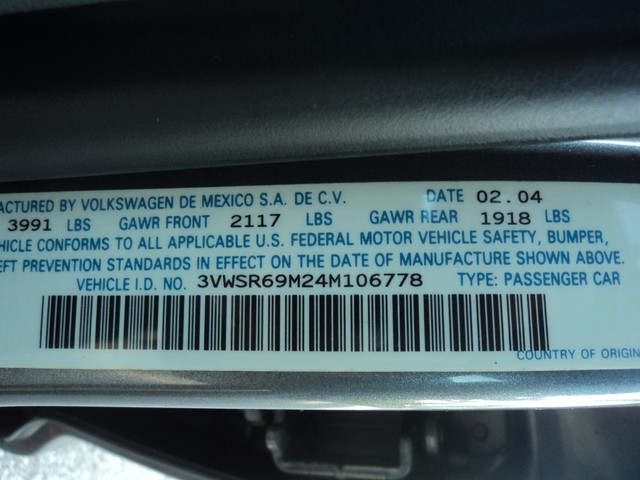 ACTURED BY VOLKSWAGEN DE MEXICO S.A. DE C.V. DATE 02.04
3991 LBS GAWR FRONT 2117 LBS GAWR REAR 1918 LBS
EHICLE CONFORMS TO ALL APPLICABLE U.S. FEDERAL MOTOR VEHICLE SAFETY, BUMPER,
EFT PREVENTION STANDARDS IN EFFECT ON THE DATE OF MANUFACTURE SHOWN ABOVE.
VEHICLE I.D. NO. 3VWSR69M24M106778 TYPE: PASSENGER CAR
COUNTRY OF ORIGIN